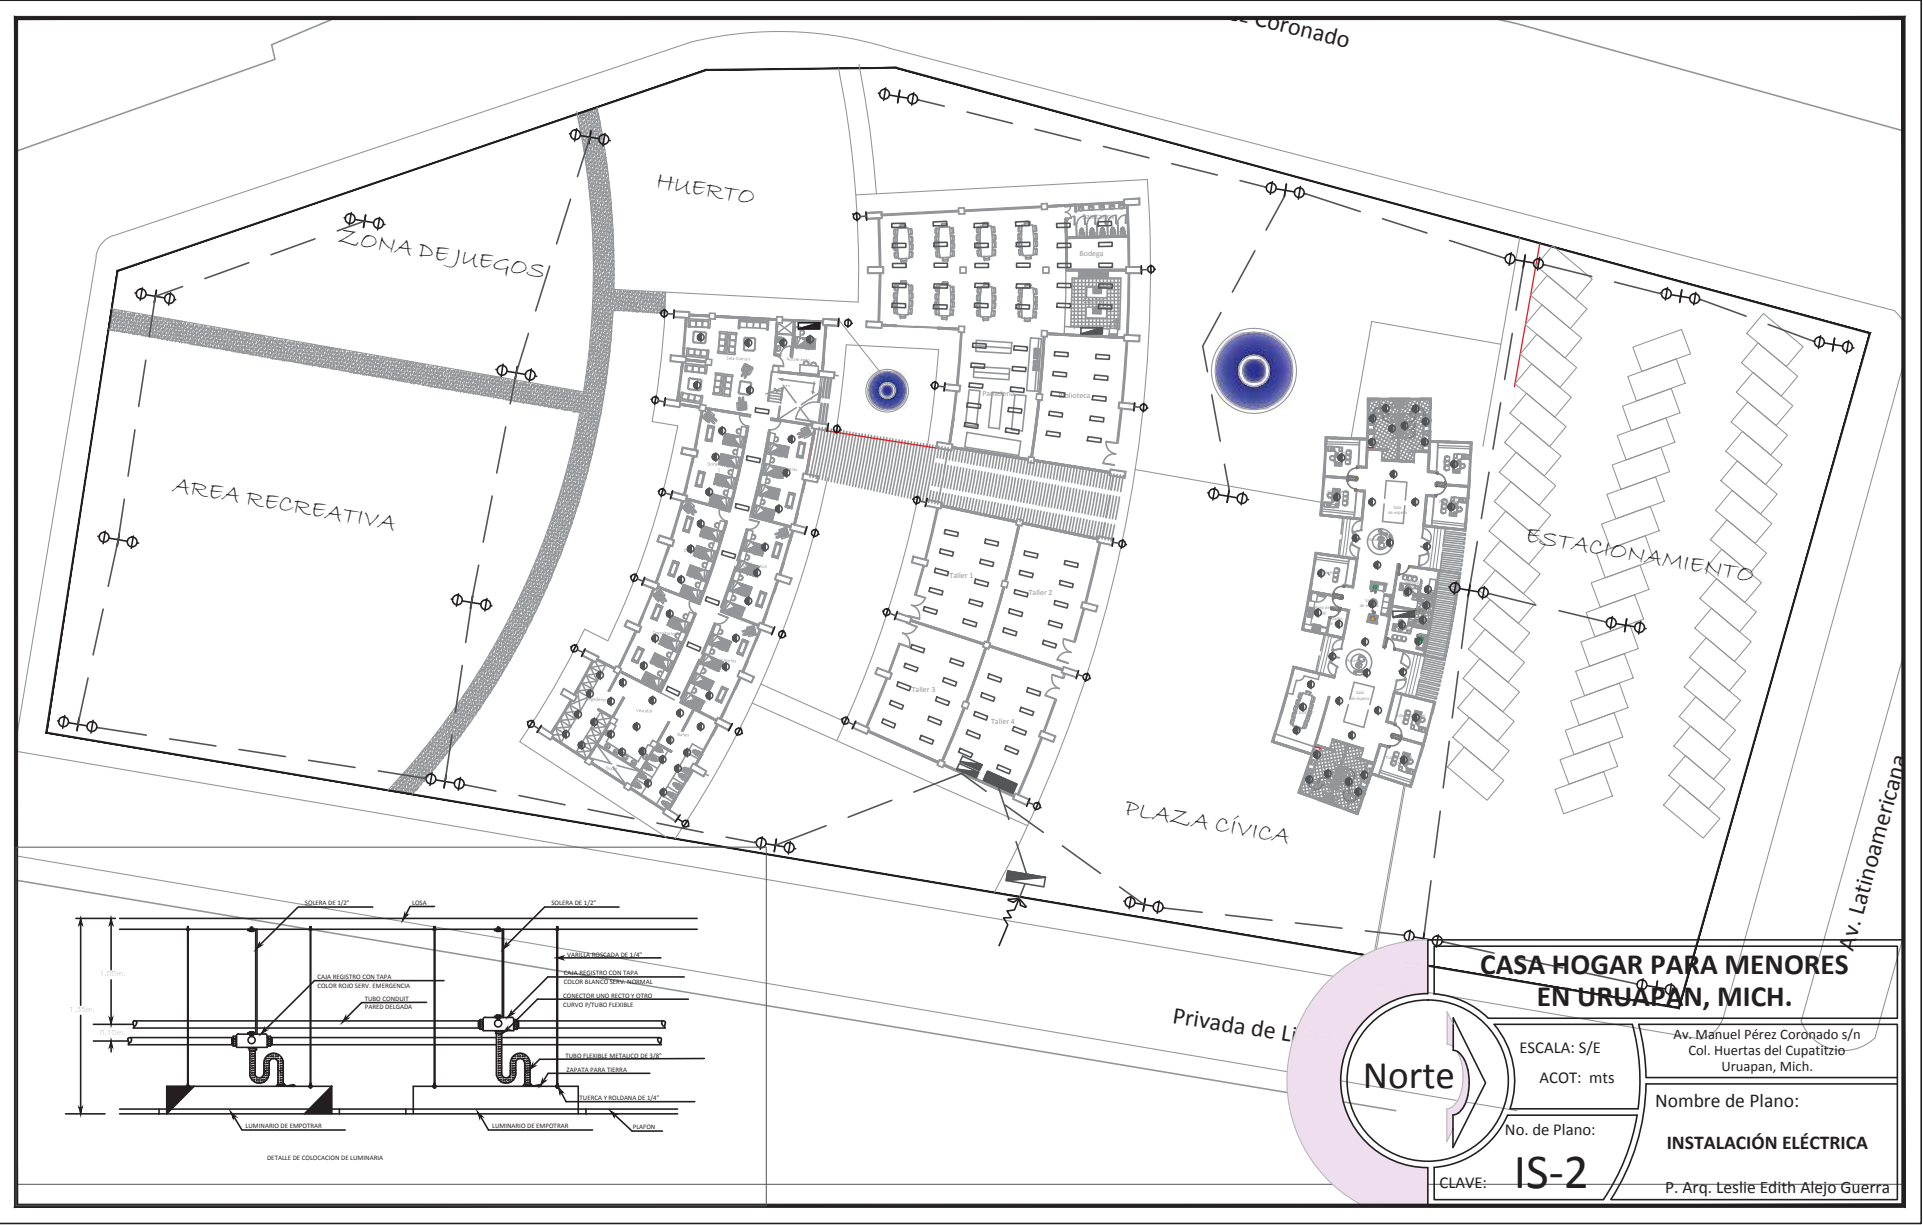 Coronado
HUERTO
ZONA DE JUEGOS
Bodega
Biblioteca
AREA RECREATIVA
ESTACIONAMIENTO
Taller 1
Taller 2
Taller 3
Taller 4
PLAZA CÍVICA
Av. Latinoamericana
Privada de Li
SOLERA DE 1/2"
LOSA
SOLERA DE 1/2"
VARILLA ROSCADA DE 1/4"
CAJA REGISTRO CON TAPA
COLOR ROJO SERV. EMERGENCIA
CAJA REGISTRO CON TAPA
COLOR BLANCO SERV. NORMAL
TUBO CONDUIT
PARED DELGADA
CONECTOR UNO RECTO Y OTRO
CURVO P/TUBO FLEXIBLE
TUBO FLEXIBLE METALICO DE 3/8"
ZAPATA PARA TIERRA
TUERCA Y ROLDANA DE 1/4"
LUMINARIO DE EMPOTRAR
LUMINARIO DE EMPOTRAR
PLAFON
DETALLE DE COLOCACION DE LUMINARIA
CASA HOGAR PARA MENORES
EN URUAPAN, MICH.
Norte
ESCALA: S/E
ACOT: mts
Av. Manuel Pérez Coronado s/n
Col. Huertas del Cupatitzio
Uruapan, Mich.
Nombre de Plano:
INSTALACIÓN ELÉCTRICA
No. de Plano:
CLAVE: IS-2
P. Arq. Leslie Edith Alejo Guerra